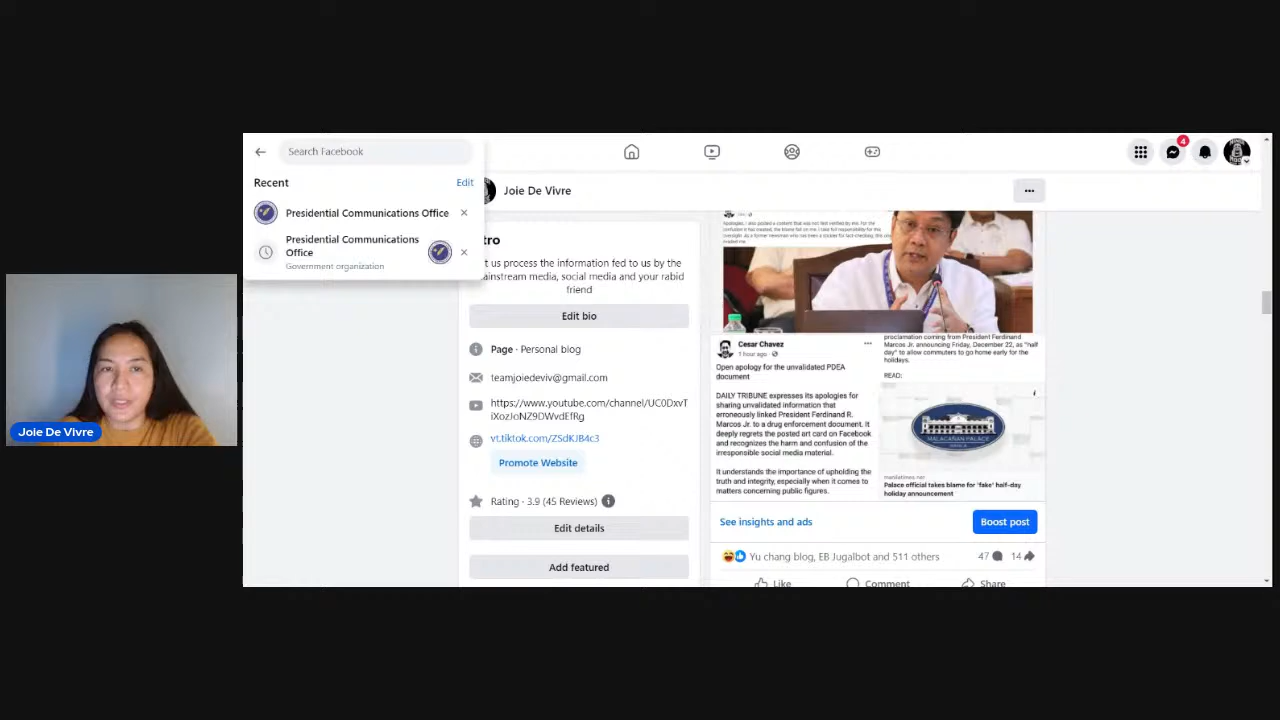 Search Facebook
4
Recent
Edit
Presidential Communications Office
Presidential Communications
Office
Government organization
Joie De Vivre
tro
t us process the information fed to us by the
ainstream media, social media and your rabid
friend
Edit bio
Page · Personal blog
teamjoiedeviv@gmail.com
https://www.youtube.com/channel/UC0DxvT
iXozJoNZ9DWvdEfRg
vt.tiktok.com/ZSdKJB4c3
Promote Website
Rating · 3.9 (45 Reviews)
Edit details
Add featured
Cesar Chavez
1 hour ago
Open apology for the unvalidated PDEA
document
DAILY TRIBUNE expresses its apologies for
sharing unvalidated information that
erroneously linked President Ferdinand R.
Marcos Jr. to a drug enforcement document. It
deeply regrets the posted art card on Facebook
and recognizes the harm and confusion of the
irresponsible social media material.
It understands the importance of upholding the
truth and integrity, especially when it comes to
matters concerning public figures.
proclamation coming from President Ferdinand
Marcos Jr. announcing Friday, December 22, as "half
day" to allow commuters to go home early for the
holidays.
READ:
MALACAÑAN PALACE
manilatimes.net
Palace official takes blame for 'fake' half-day
holiday announcement
See insights and ads
Boost post
Yu chang blog, EB Jugalbot and 511 others
47
14
Like
Comment
Share
Joie De Vivre